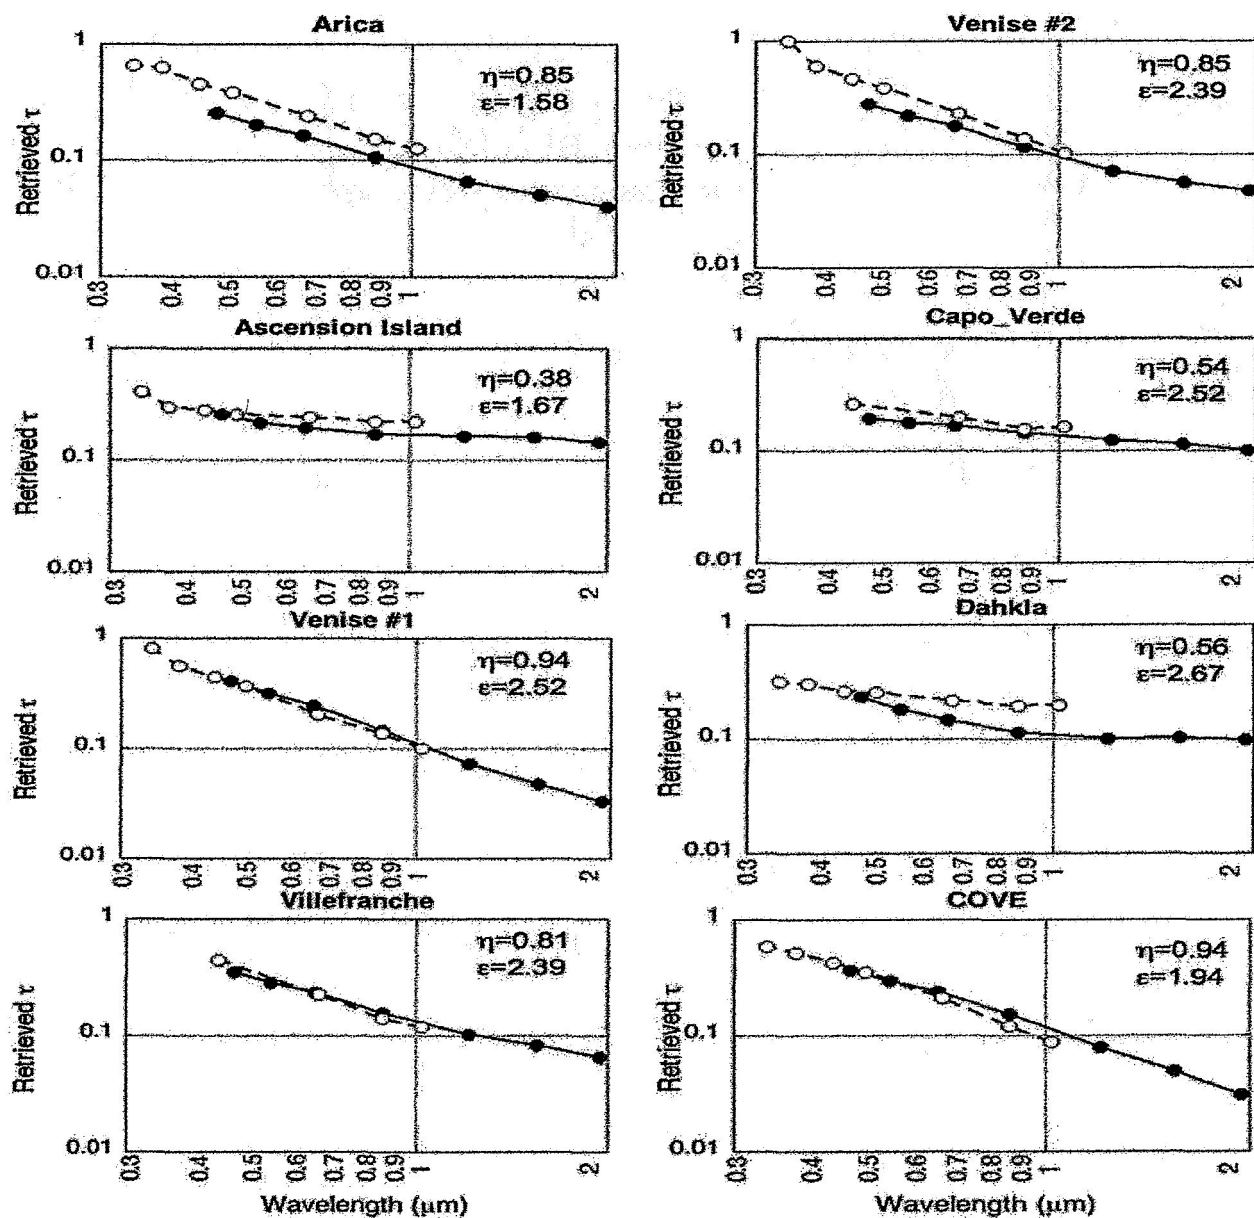 Arica
1
η=0.85
ε=1.58
Retrieved τ
0.1
0.01
0.3
0.4
0.5
0.6
0.7
0.8
0.9
1
2
Venise #2
1
η=0.85
ε=2.39
Retrieved τ
0.1
0.01
0.3
0.4
0.5
0.6
0.7
0.8
0.9
1
2
Ascension Island
1
η=0.38
ε=1.67
Retrieved τ
0.1
0.01
0.3
0.4
0.5
0.6
0.7
0.8
0.9
1
2
Capo_Verde
1
η=0.54
ε=2.52
Retrieved τ
0.1
0.01
0.3
0.4
0.5
0.6
0.7
0.8
0.9
1
2
Venise #1
1
η=0.94
ε=2.52
Retrieved τ
0.1
0.01
0.3
0.4
0.5
0.6
0.7
0.8
0.9
1
2
Dahkla
1
η=0.56
ε=2.67
Retrieved τ
0.1
0.01
0.3
0.4
0.5
0.6
0.7
0.8
0.9
1
2
Villefranche
1
η=0.81
ε=2.39
Retrieved τ
0.1
0.01
0.3
0.4
0.5
0.6
0.7
0.8
0.9
1
2
Wavelength (μm)
COVE
1
η=0.94
ε=1.94
Retrieved τ
0.1
0.01
0.3
0.4
0.5
0.6
0.7
0.8
0.9
1
2
Wavelength (μm)